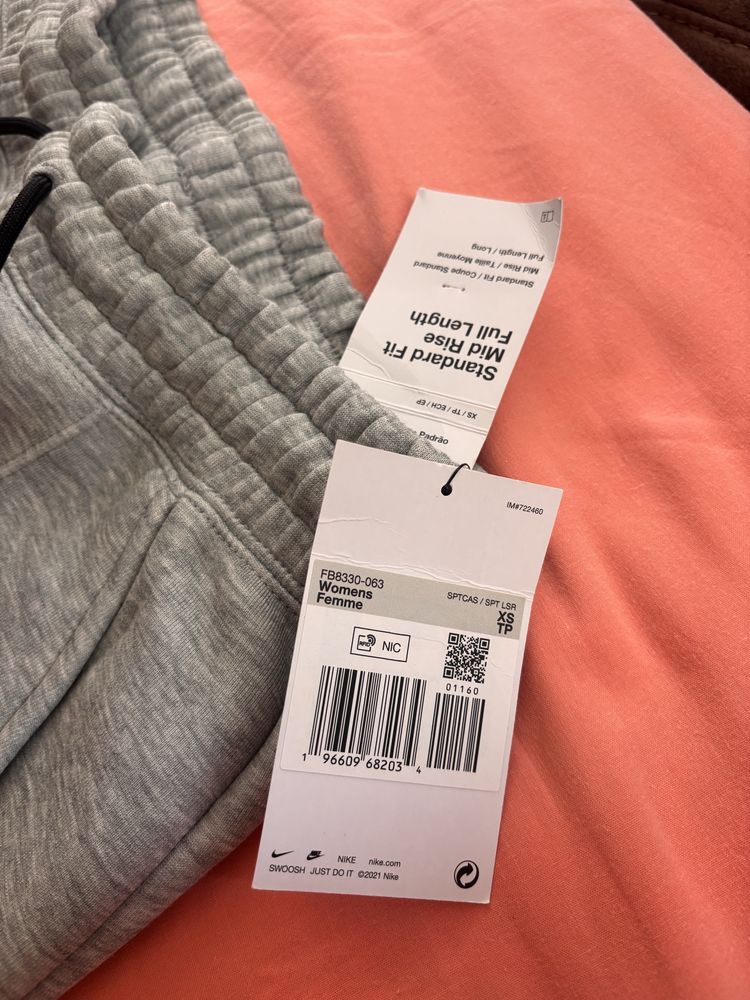 Full Length / Long
Mid Rise / Taille Moyenne
Standard Fit / Coupe Standard
Full Length
Mid Rise
Standard Fit
XS / TP / ECH / EP
IM#722460
FB8330-063
Womens
Femme
SPTCAS / SPT LSR
XS
TP
RFID
NIC
01160
1 96609 68203 4
NIKE nike.com
SWOOSH JUST DO IT ©2021 Nike